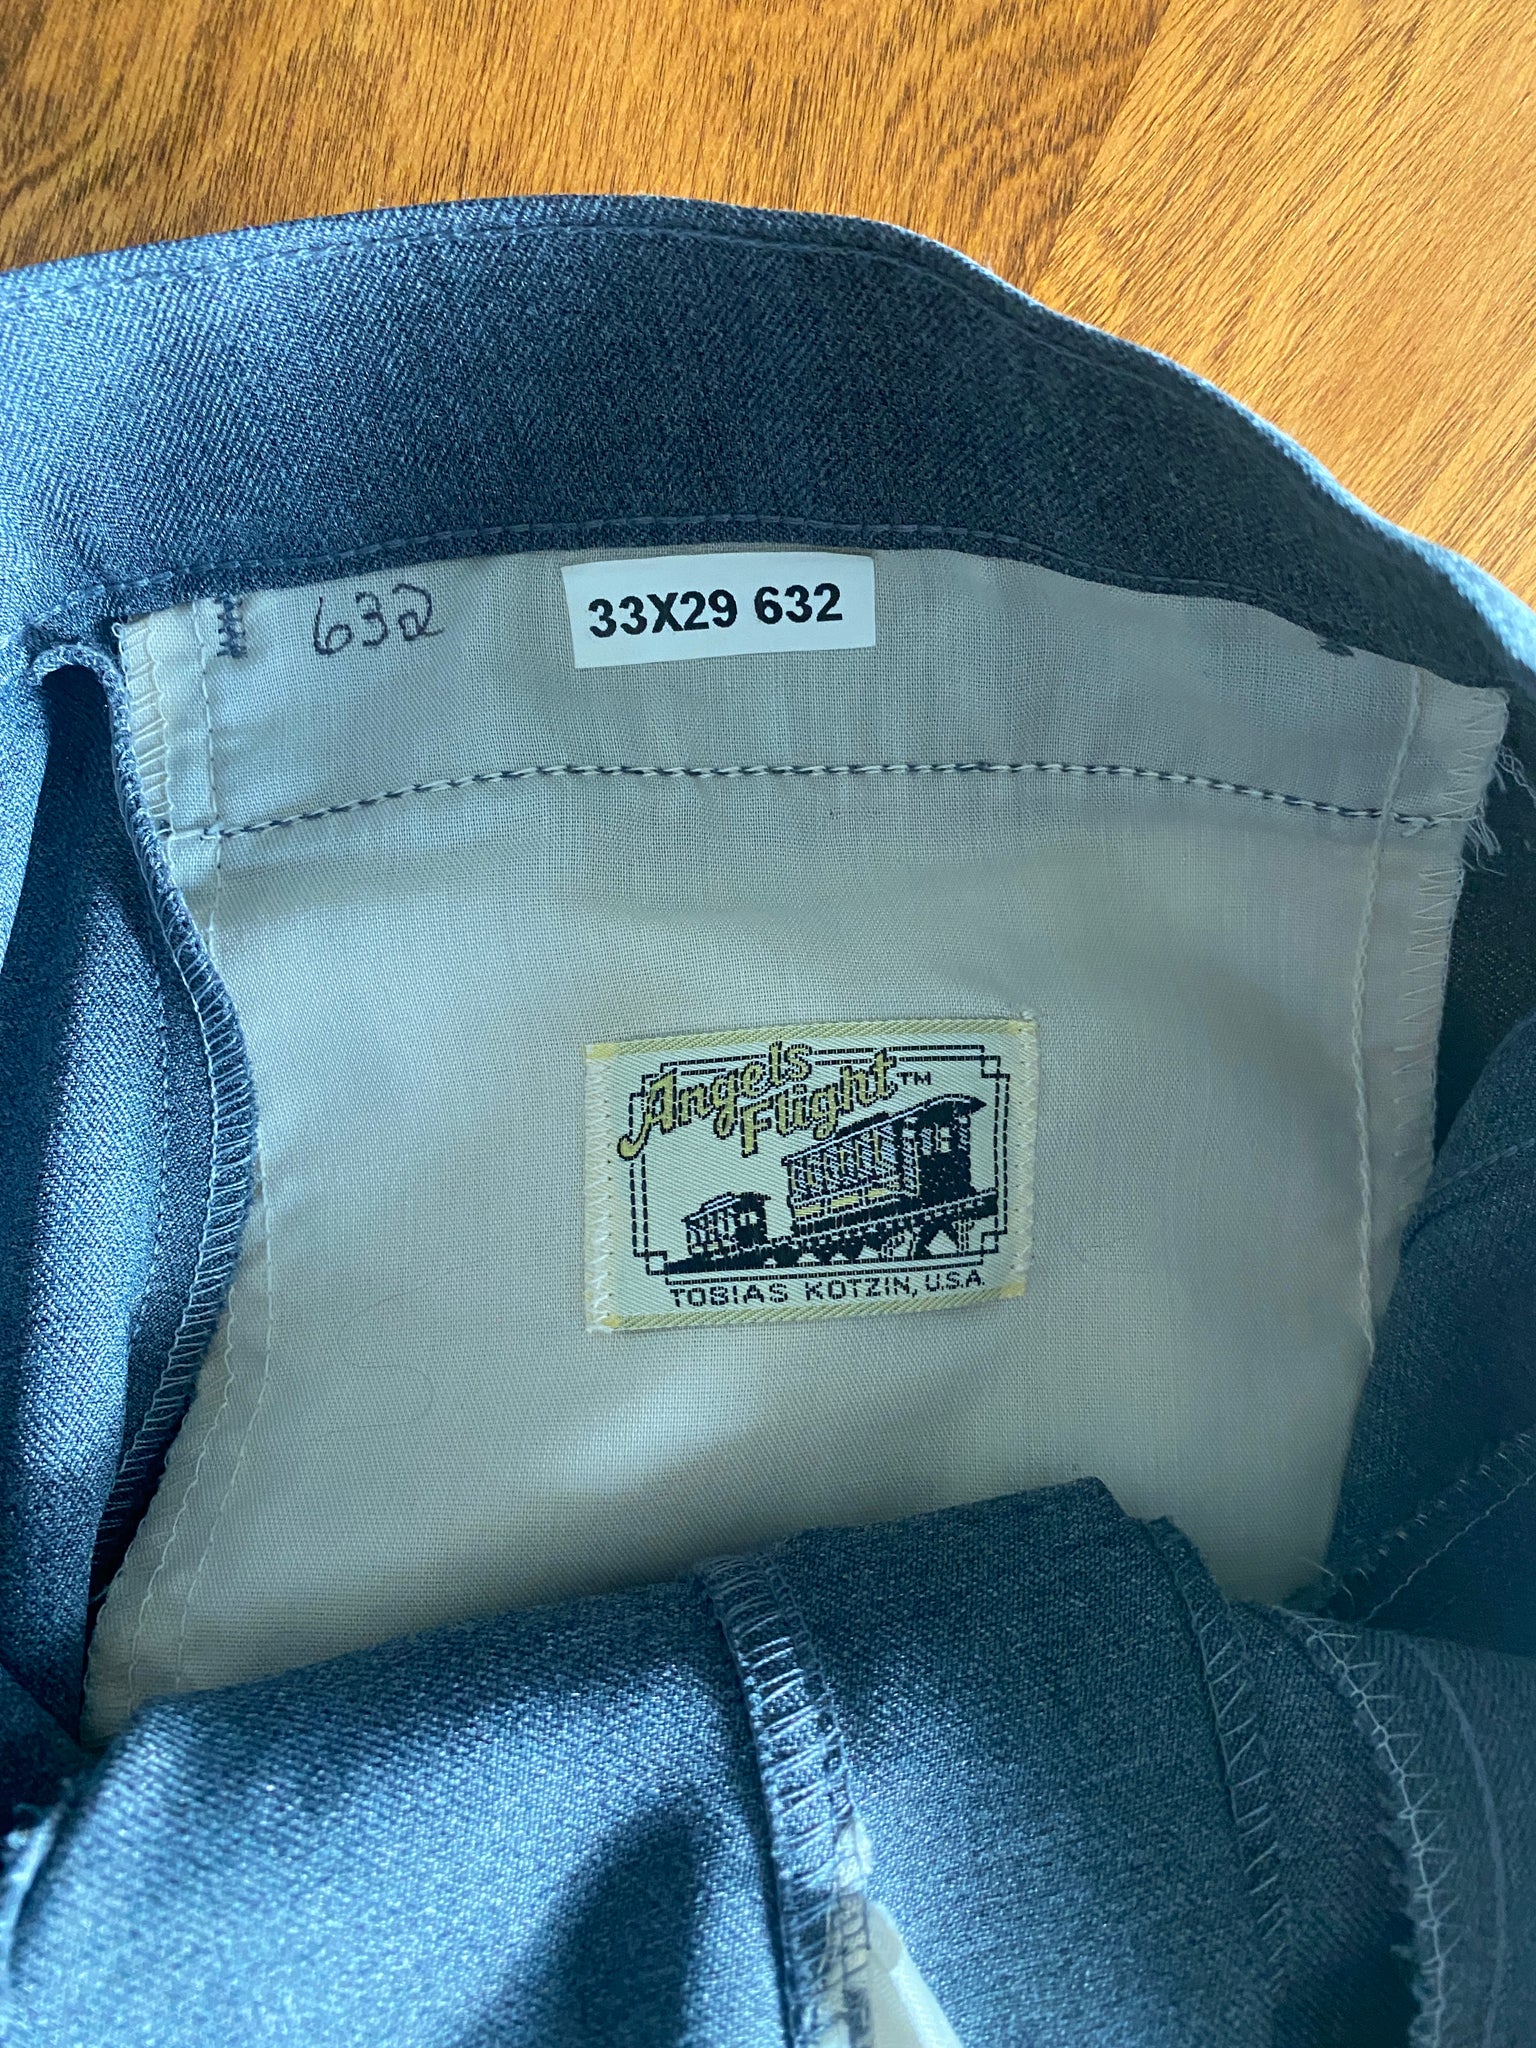 632
33X29 632
Angels
Flight™
TOBIAS KOTZIN, U.S.A.